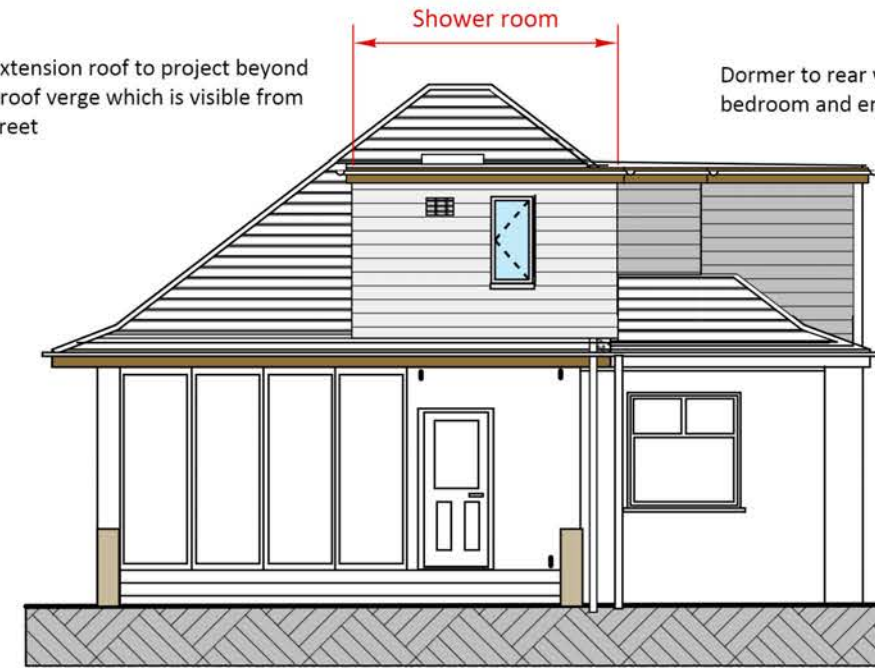 Shower room
xtension roof to project beyond
roof verge which is visible from
reet
Dormer to rear
bedroom and